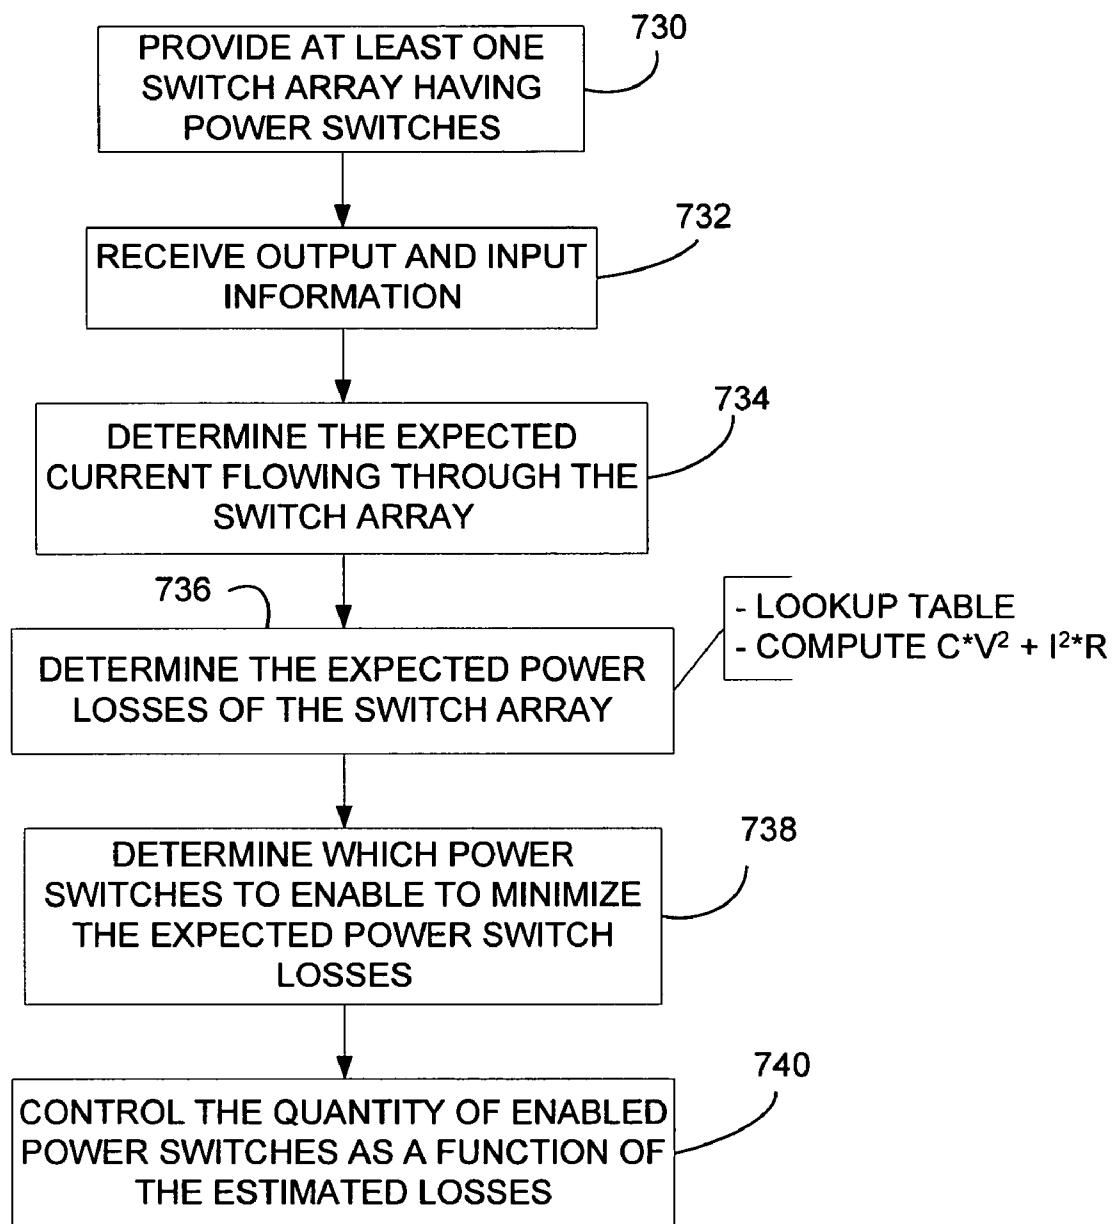 730
PROVIDE AT LEAST ONE
SWITCH ARRAY HAVING
POWER SWITCHES
732
RECEIVE OUTPUT AND INPUT
INFORMATION
734
DETERMINE THE EXPECTED
CURRENT FLOWING THROUGH THE
SWITCH ARRAY
736
DETERMINE THE EXPECTED POWER
LOSSES OF THE SWITCH ARRAY
- LOOKUP TABLE
- COMPUTE C*V² + I²*R
738
DETERMINE WHICH POWER
SWITCHES TO ENABLE TO MINIMIZE
THE EXPECTED POWER SWITCH
LOSSES
740
CONTROL THE QUANTITY OF ENABLED
POWER SWITCHES AS A FUNCTION OF
THE ESTIMATED LOSSES